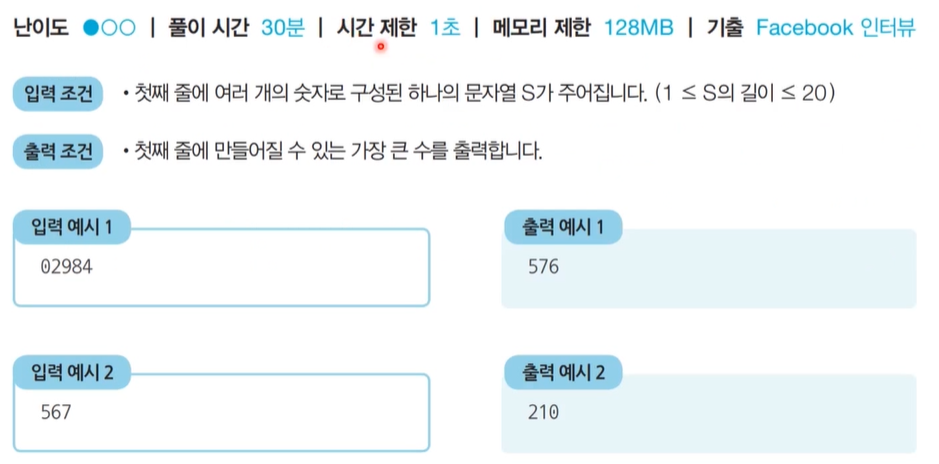 난이도 ●○○ | 풀이 시간 30분 | 시간 제한 1초 | 메모리 제한 128MB | 기출 Facebook 인터뷰
입력 조건 • 첫째 줄에 여러 개의 숫자로 구성된 하나의 문자열 S가 주어집니다. (1 ≤ S의 길이 ≤ 20)
출력 조건 • 첫째 줄에 만들어질 수 있는 가장 큰 수를 출력합니다.
입력 예시 1
02984
출력 예시 1
576
입력 예시 2
567
출력 예시 2
210